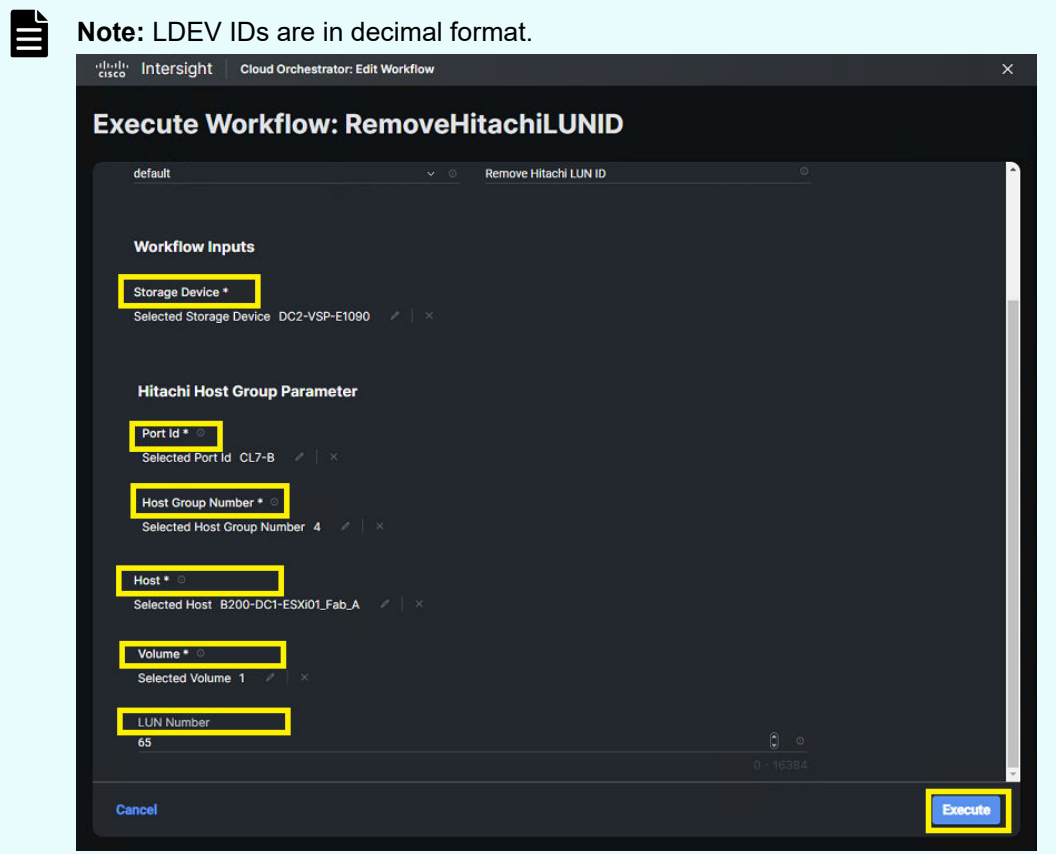 Note: LDEV IDs are in decimal format.
cisco Intersight Cloud Orchestrator: Edit Workflow
Execute Workflow: RemoveHitachiLUNID
default Remove Hitachi LUN ID
Workflow Inputs
Storage Device *
Selected Storage Device DC2-VSP-E1090
Hitachi Host Group Parameter
Port Id *
Selected Port Id CL7-B
Host Group Number *
Selected Host Group Number 4
Host *
Selected Host B200-DC1-ESXi01_Fab_A
Volume *
Selected Volume 1
LUN Number
65
0 - 16384
Cancel Execute